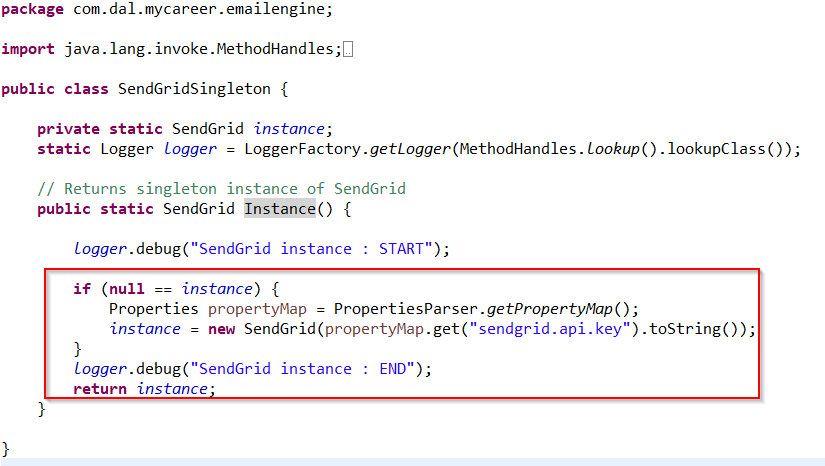 package com.dal.mycareer.emailengine;
import java.lang.invoke.MethodHandles;
public class SendGridSingleton {
private static SendGrid instance;
static Logger logger = LoggerFactory.getLogger(MethodHandles.lookup().lookupClass());
// Returns singleton instance of SendGrid
public static SendGrid Instance() {
logger.debug("SendGrid instance : START");
if (null == instance) {
Properties propertyMap = PropertiesParser.getPropertyMap();
instance = new SendGrid(propertyMap.get("sendgrid.api.key").toString());
}
logger.debug("SendGrid instance : END");
return instance;
}
}